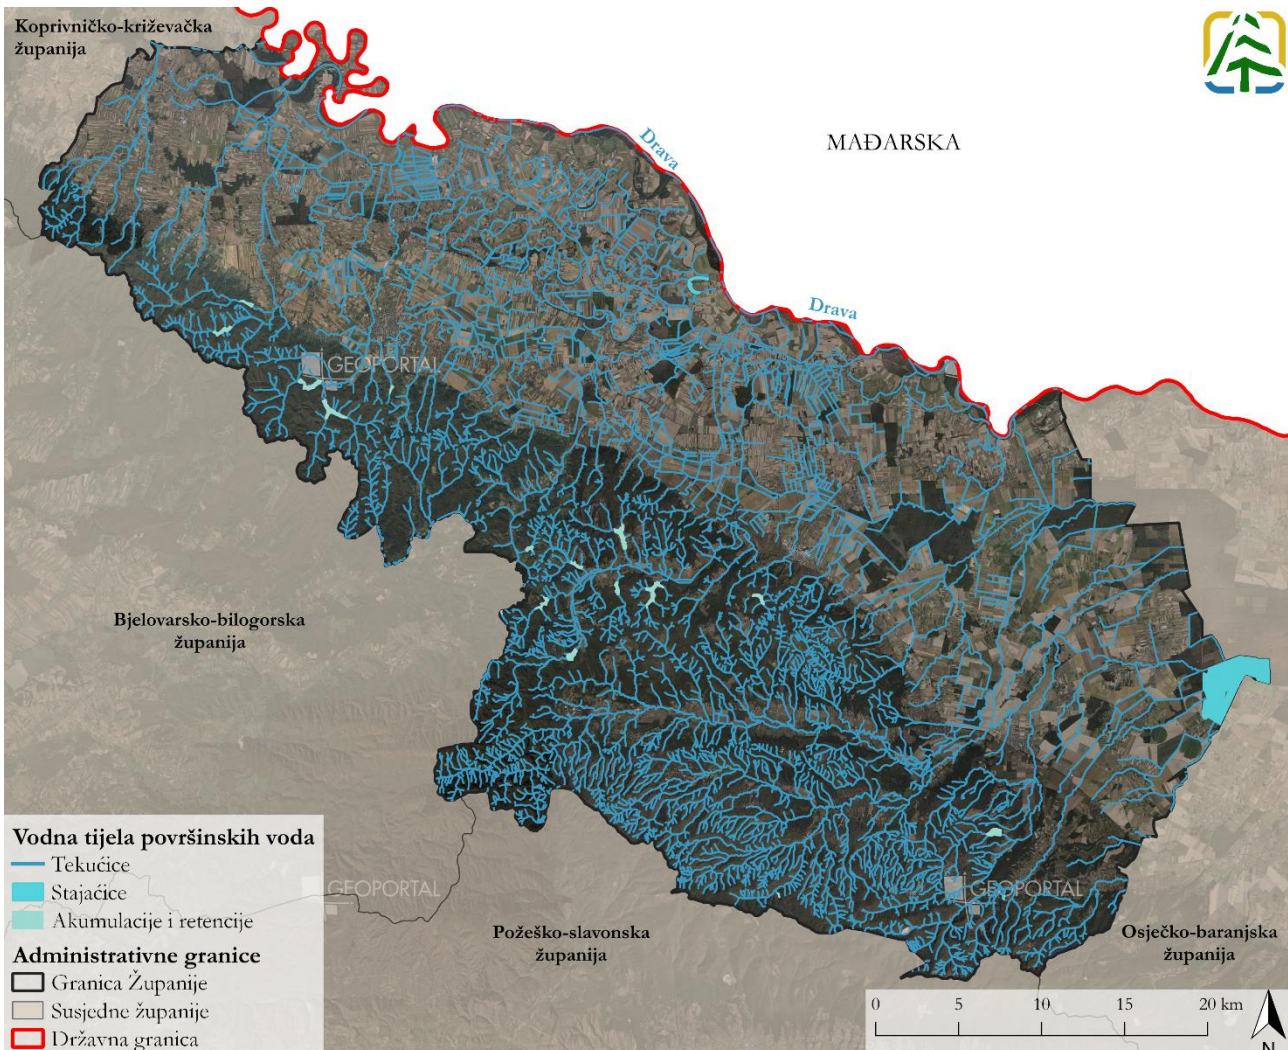 Koprivničko-križevačka
županija
MAĐARSKA
Drava
Drava
GEOPORTAL
Bjelovarsko-bilogorska
županija
Vodna tijela površinskih voda
Tekućice
Stajaćice
Akumulacije i retencije
GEOPORTAL
GEOPORTAL
Administrativne granice
Granica Županije
Susjedne županije
Državna granica
Požeško-slavonska
županija
Osječko-baranjska
županija
0 5 10 15 20 km
N